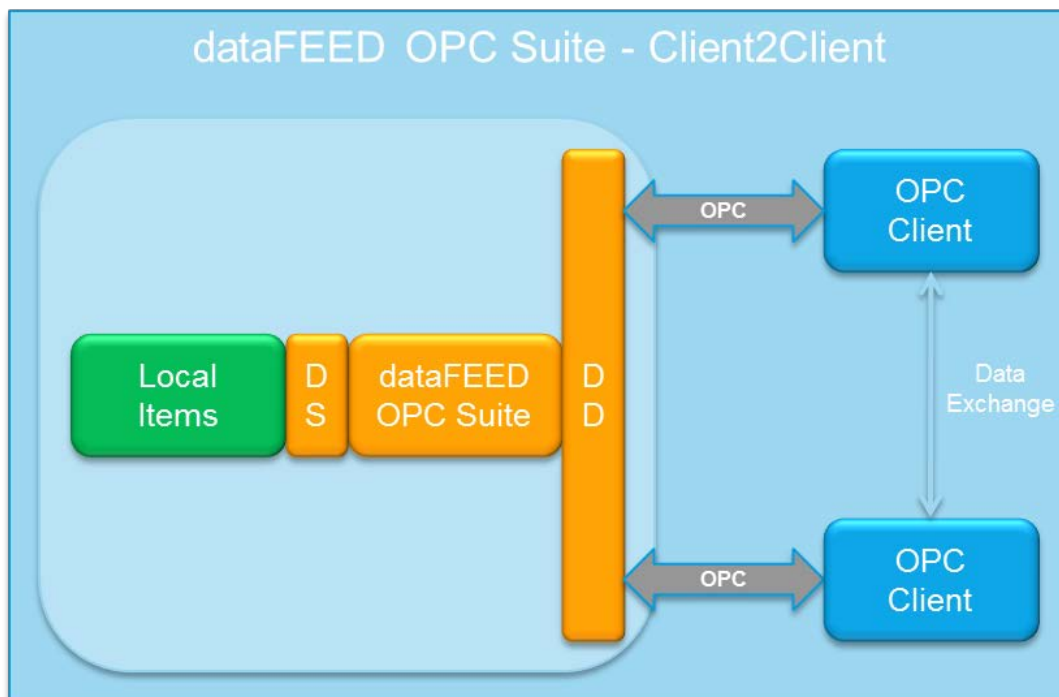 dataFEED OPC Suite - Client2Client
OPC
OPC
Client
Local
Items
D
S
dataFEED
OPC Suite
D
D
Data
Exchange
OPC
OPC
Client